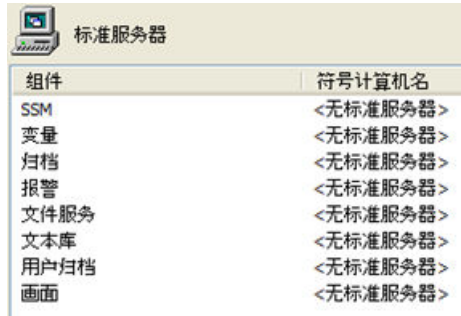 标准服务器
组件 符号计算机名
SSM <无标准服务器>
变量 <无标准服务器>
归档 <无标准服务器>
报警 <无标准服务器>
文件服务 <无标准服务器>
文本库 <无标准服务器>
用户归档 <无标准服务器>
画面 <无标准服务器>